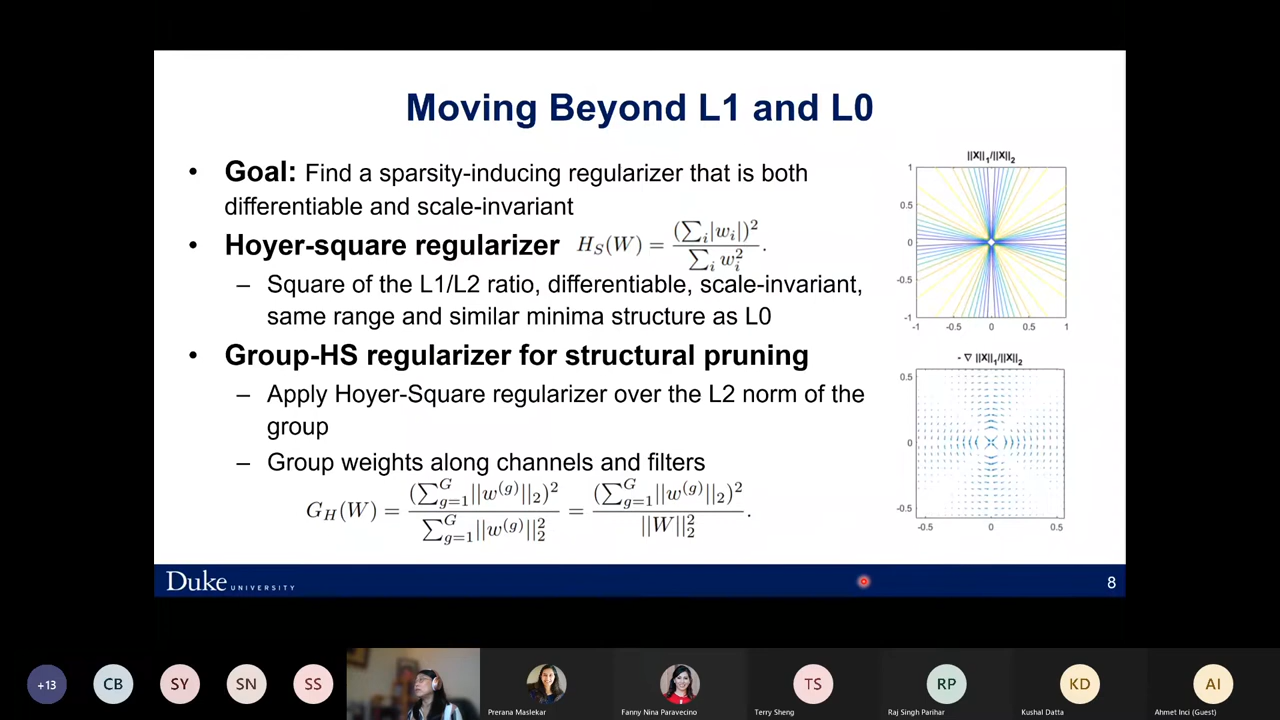 Moving Beyond L1 and L0
• Goal: Find a sparsity-inducing regularizer that is both
differentiable and scale-invariant
• Hoyer-square regularizer H_S(W) = (∑_i|w_i|)^2 / ∑_i w_i^2.
– Square of the L1/L2 ratio, differentiable, scale-invariant,
same range and similar minima structure as L0
• Group-HS regularizer for structural pruning
– Apply Hoyer-Square regularizer over the L2 norm of the
group
– Group weights along channels and filters
G_H(W) = (∑_{g=1}^G ||w^(g)||_2)^2 / ∑_{g=1}^G ||w^(g)||_2^2 = (∑_{g=1}^G ||w^(g)||_2)^2 / ||W||_2^2.
||X||_1/||X||_2
1
0.5
0
-0.5
-1
-1 -0.5 0 0.5 1
- ∇ ||X||_1/||X||_2
0.5
0
-0.5
-0.5 0 0.5
Duke UNIVERSITY
8
+13
CB
SY
SN
SS
Prerana Maslekar
Fanny Nina Paravecino
TS
Terry Sheng
RP
Raj Singh Parihar
KD
Kushal Datta
AI
Ahmet Inci (Guest)